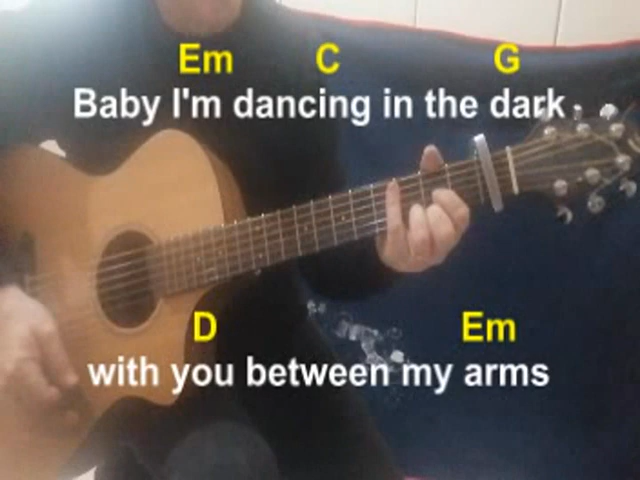 Em C G
Baby I'm dancing in the dark
D Em
with you between my arms